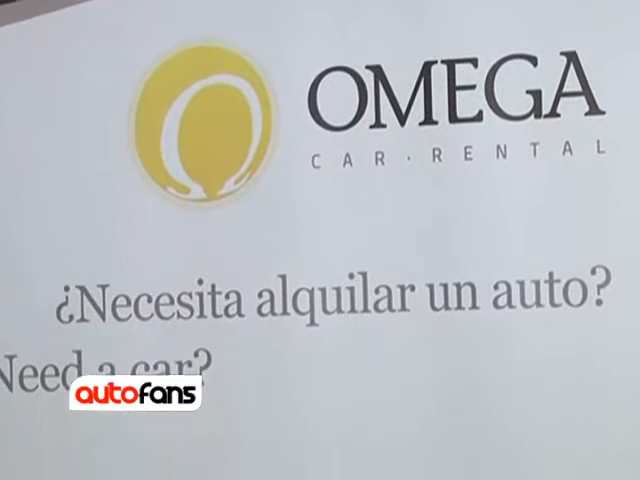 OMEGA
CAR · RENTAL
¿Necesita alquilar un auto?
Need a car?
autofans